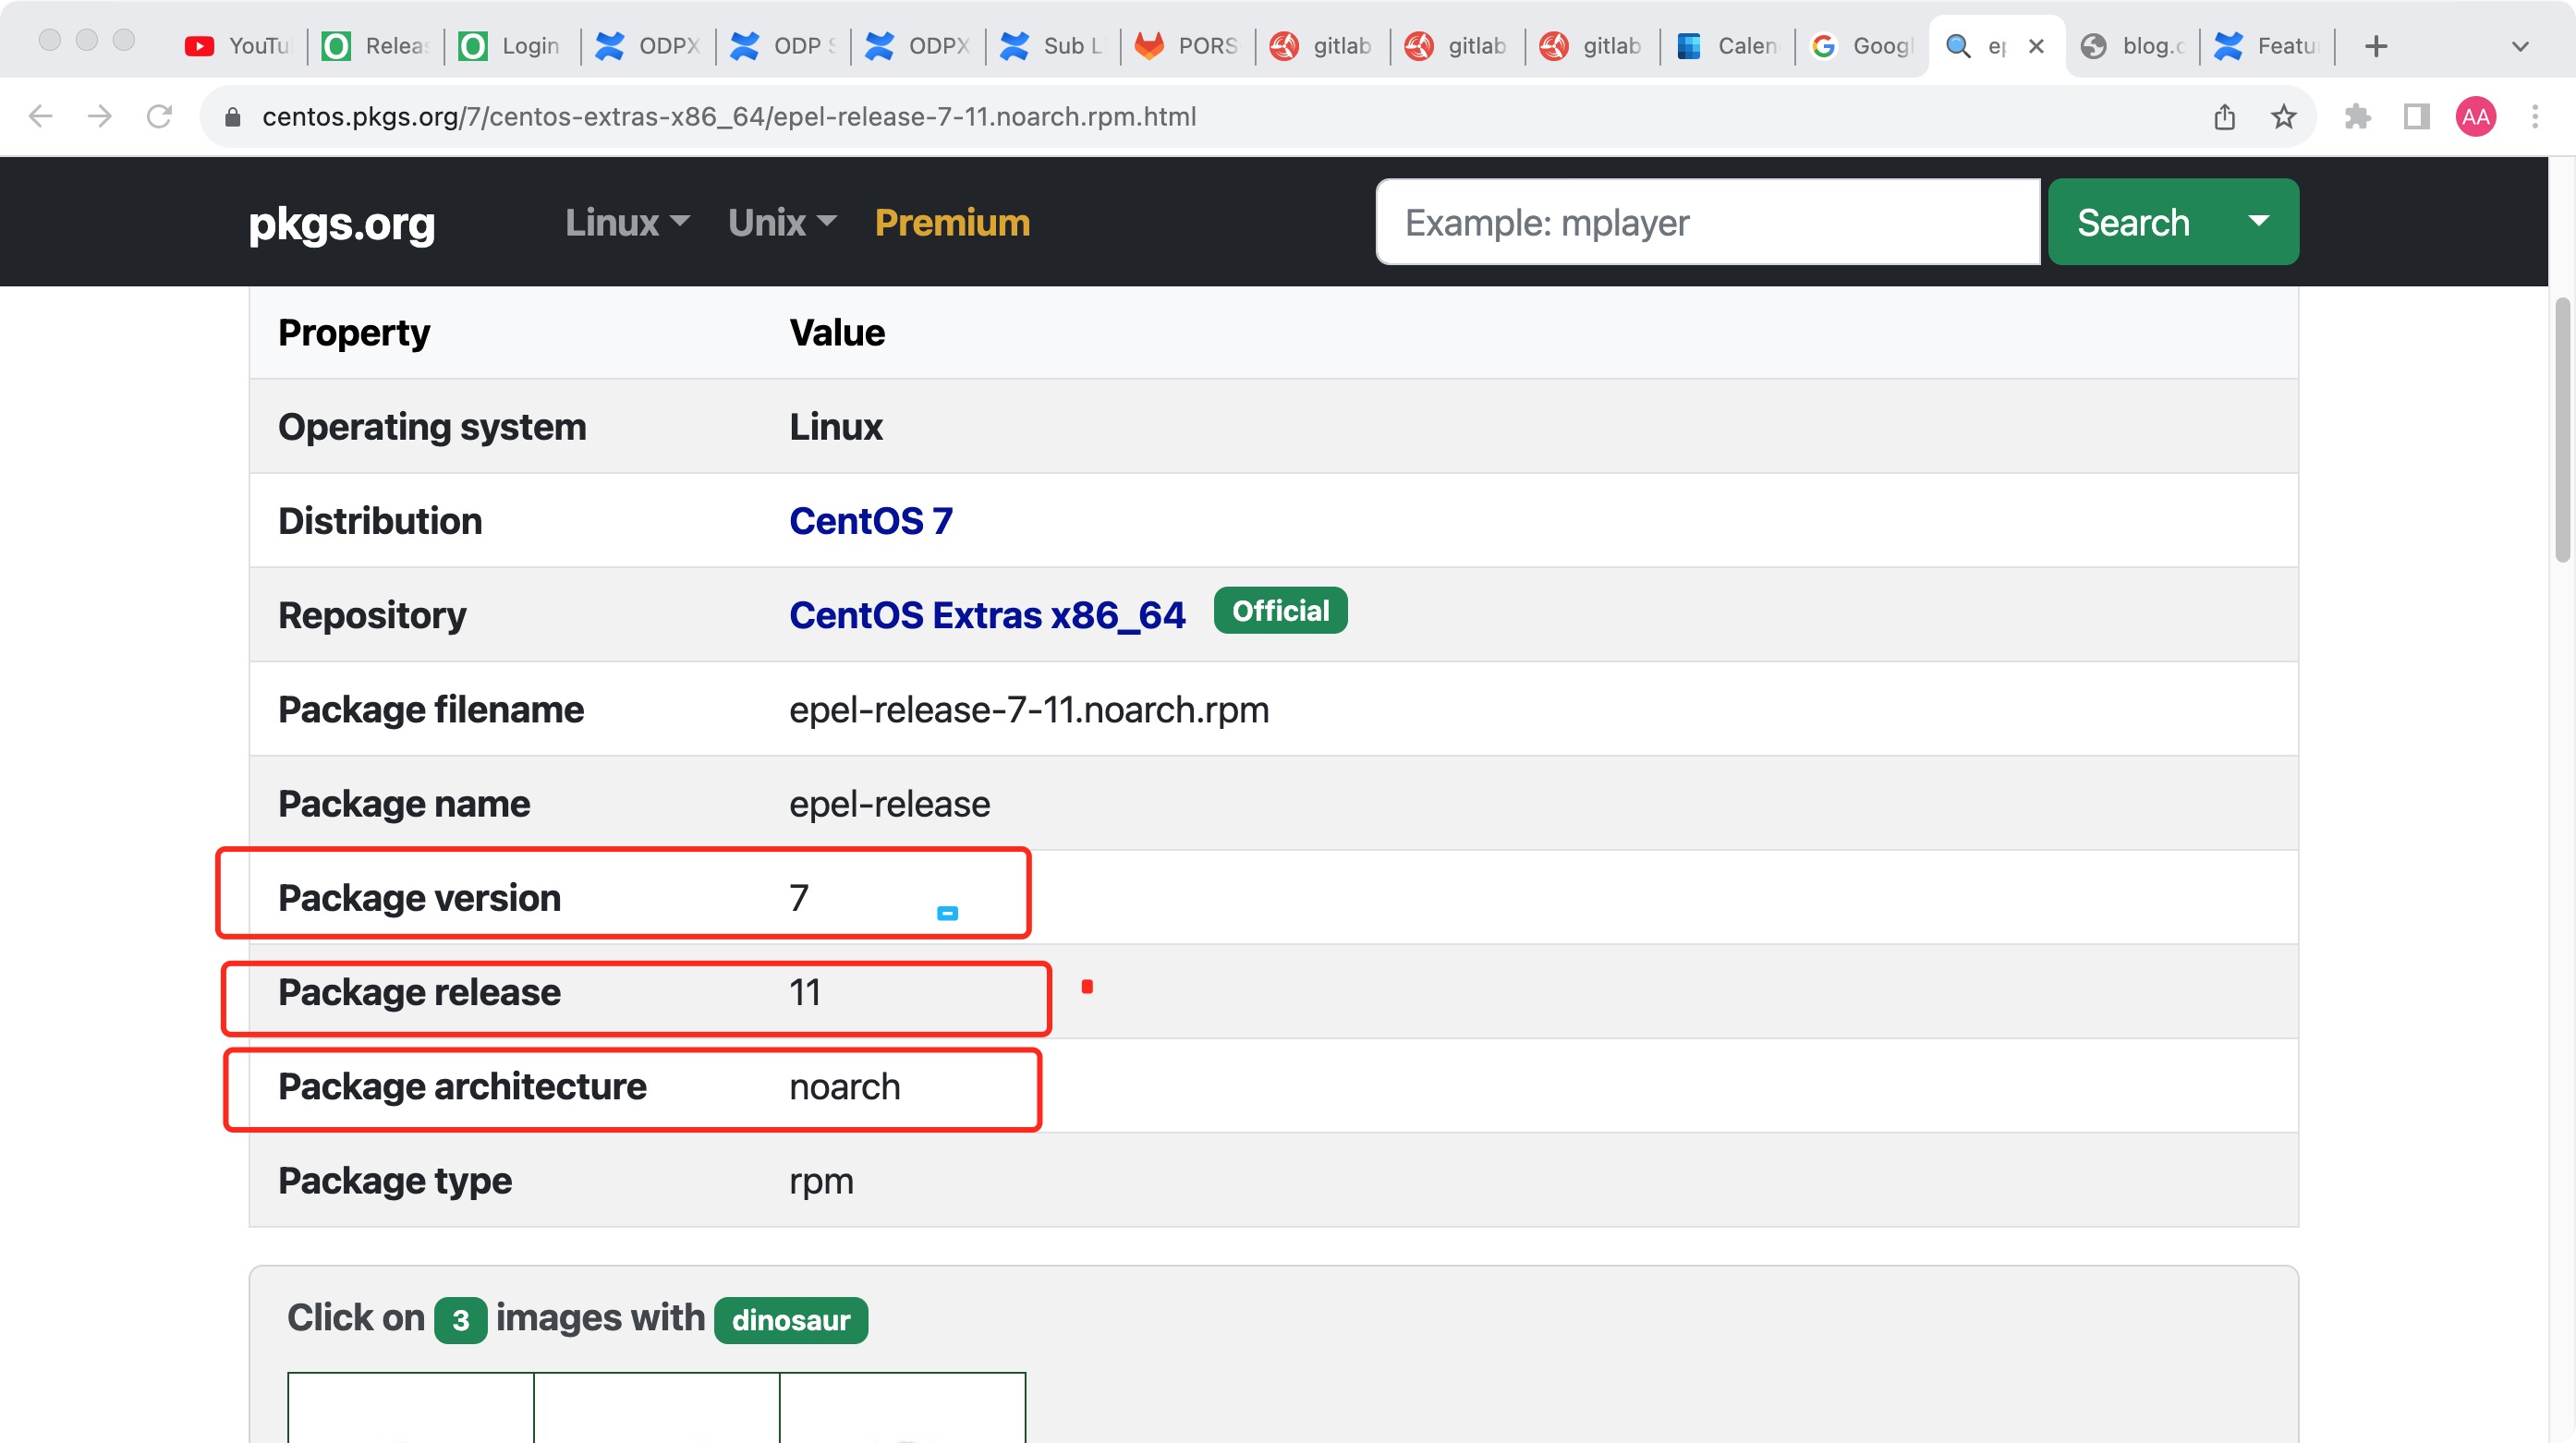 YouTu Relea Login ODPX ODP S ODPX Sub L PORS gitlab gitlab gitlab Calen Googl ep blog.c Featu
centos.pkgs.org/7/centos-extras-x86_64/epel-release-7-11.noarch.rpm.html AA
pkgs.org Linux Unix Premium Example: mplayer Search
Property Value
Operating system Linux
Distribution CentOS 7
Repository CentOS Extras x86_64 Official
Package filename epel-release-7-11.noarch.rpm
Package name epel-release
Package version 7
Package release 11
Package architecture noarch
Package type rpm
Click on 3 images with dinosaur